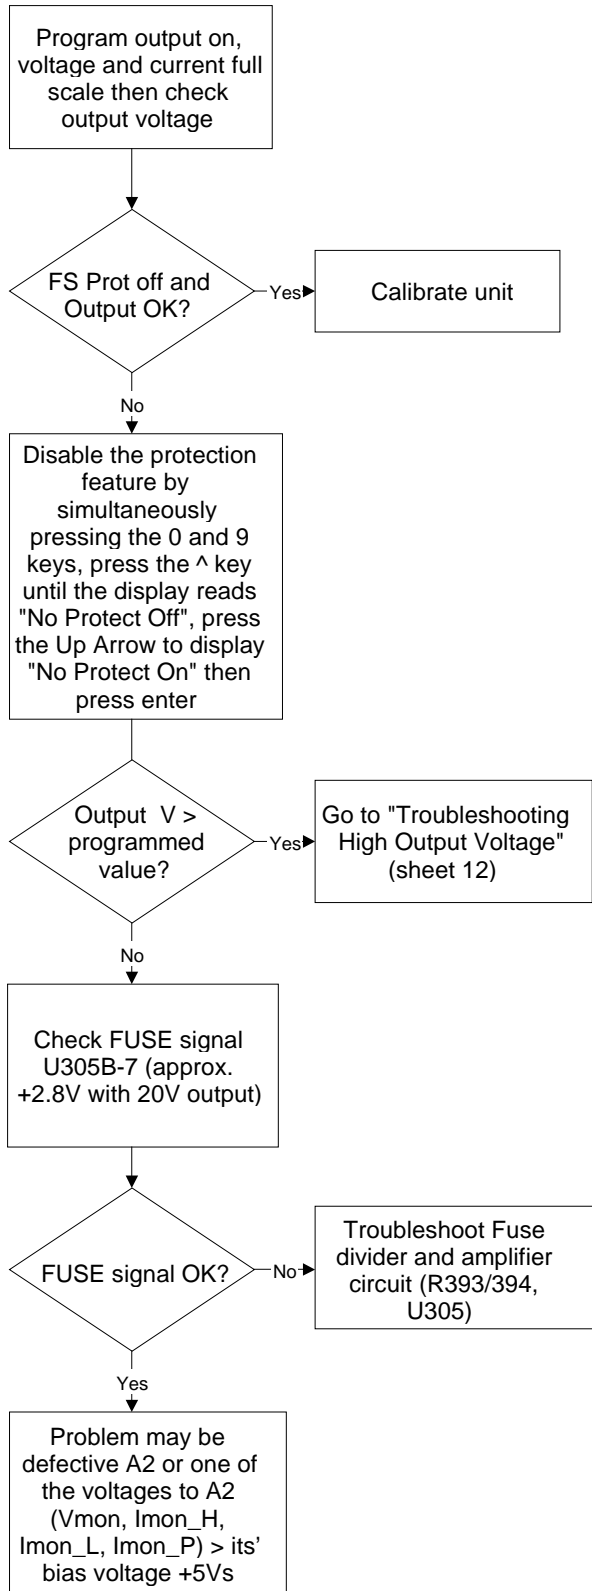 Program output on,
voltage and current full
scale then check
output voltage
FS Prot off and
Output OK?
Yes
Calibrate unit
No
Disable the protection
feature by
simultaneously
pressing the 0 and 9
keys, press the ^ key
until the display reads
"No Protect Off", press
the Up Arrow to display
"No Protect On" then
press enter
Output V >
programmed
value?
Yes
Go to "Troubleshooting
High Output Voltage"
(sheet 12)
No
Check FUSE signal
U305B-7 (approx.
+2.8V with 20V output)
FUSE signal OK?
No
Troubleshoot Fuse
divider and amplifier
circuit (R393/394,
U305)
Yes
Problem may be
defective A2 or one of
the voltages to A2
(Vmon, Imon_H,
Imon_L, Imon_P) > its'
bias voltage +5Vs